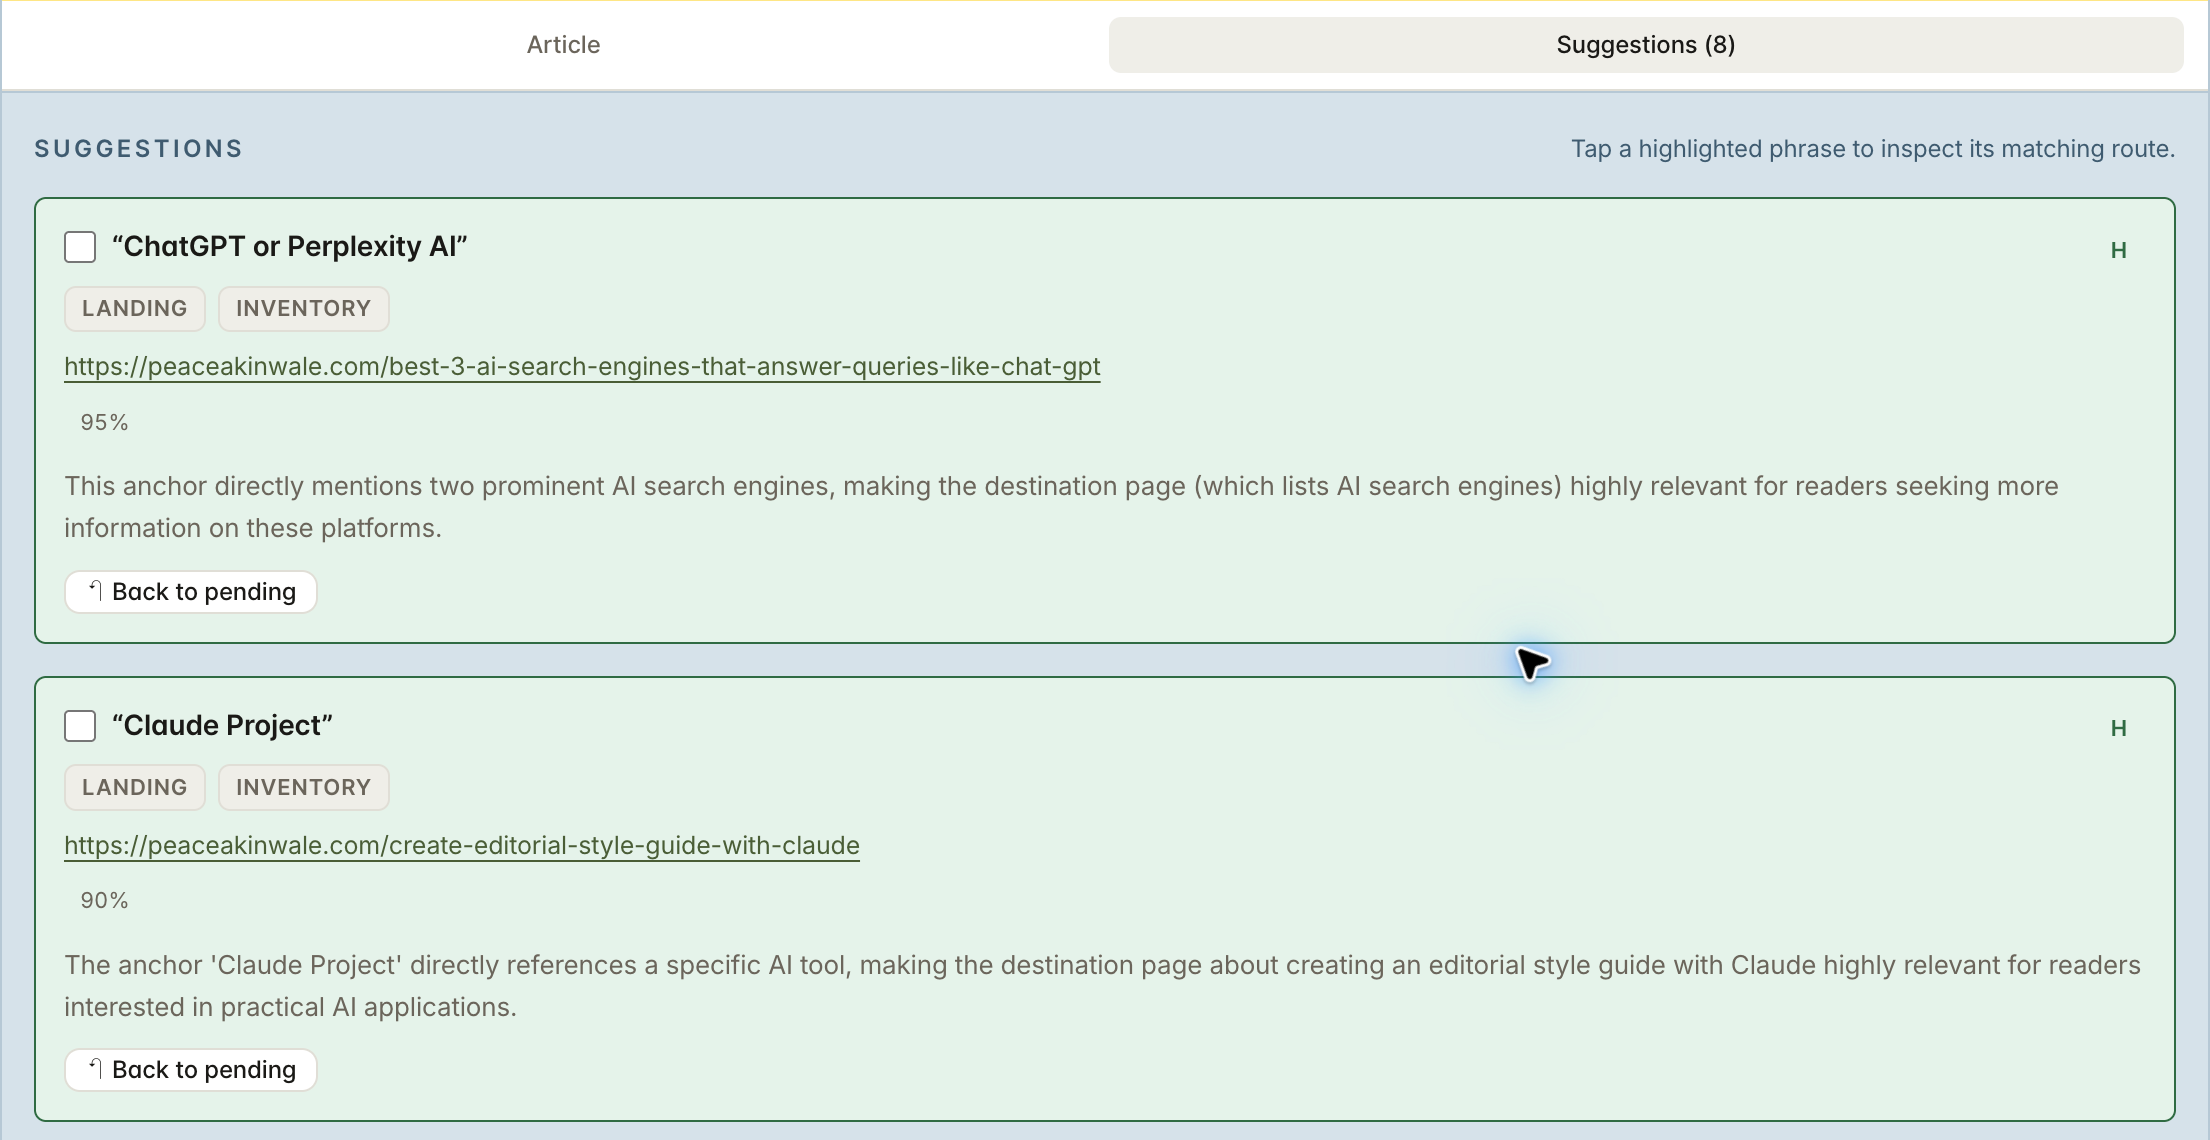 Article
Suggestions (8)
SUGGESTIONS
Tap a highlighted phrase to inspect its matching route.
“ChatGPT or Perplexity AI”
H
LANDING
INVENTORY
https://peaceakinwale.com/best-3-ai-search-engines-that-answer-queries-like-chat-gpt
95%
This anchor directly mentions two prominent AI search engines, making the destination page (which lists AI search engines) highly relevant for readers seeking more
information on these platforms.
Back to pending
“Claude Project”
H
LANDING
INVENTORY
https://peaceakinwale.com/create-editorial-style-guide-with-claude
90%
The anchor 'Claude Project' directly references a specific AI tool, making the destination page about creating an editorial style guide with Claude highly relevant for readers
interested in practical AI applications.
Back to pending